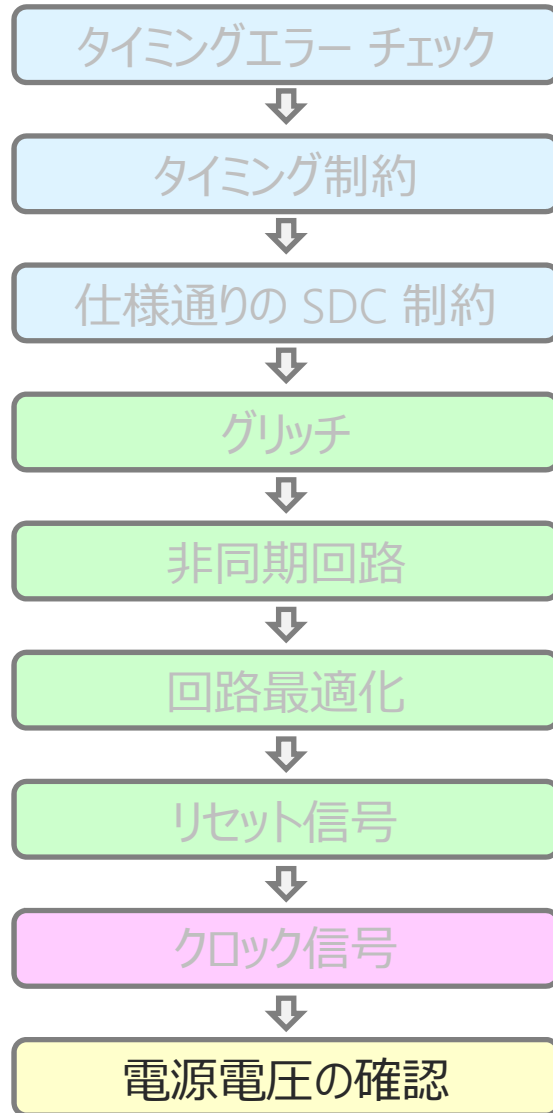 タイミングエラー チェック
タイミング制約
仕様通りの SDC 制約
グリッチ
非同期回路
回路最適化
リセット信号
クロック信号
電源電圧の確認